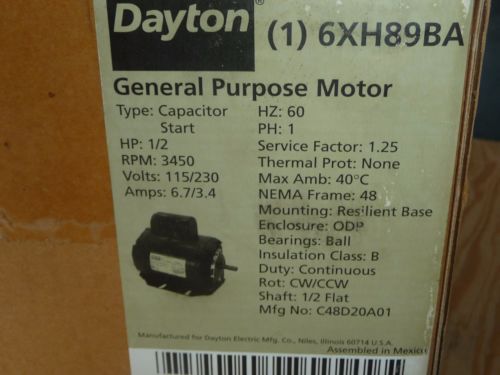 Dayton® (1) 6XH89BA
General Purpose Motor
Type: Capacitor Start
HP: 1/2
RPM: 3450
Volts: 115/230
Amps: 6.7/3.4
HZ: 60
PH: 1
Service Factor: 1.25
Thermal Prot: None
Max Amb: 40°C
NEMA Frame: 48
Mounting: Resilient Base
Enclosure: ODP
Bearings: Ball
Insulation Class: B
Duty: Continuous
Rot: CW/CCW
Shaft: 1/2 Flat
Mfg No: C48D20A01
Manufactured for Dayton Electric Mfg. Co., Niles, Illinois 60714 U.S.A.
Assembled in Mexico